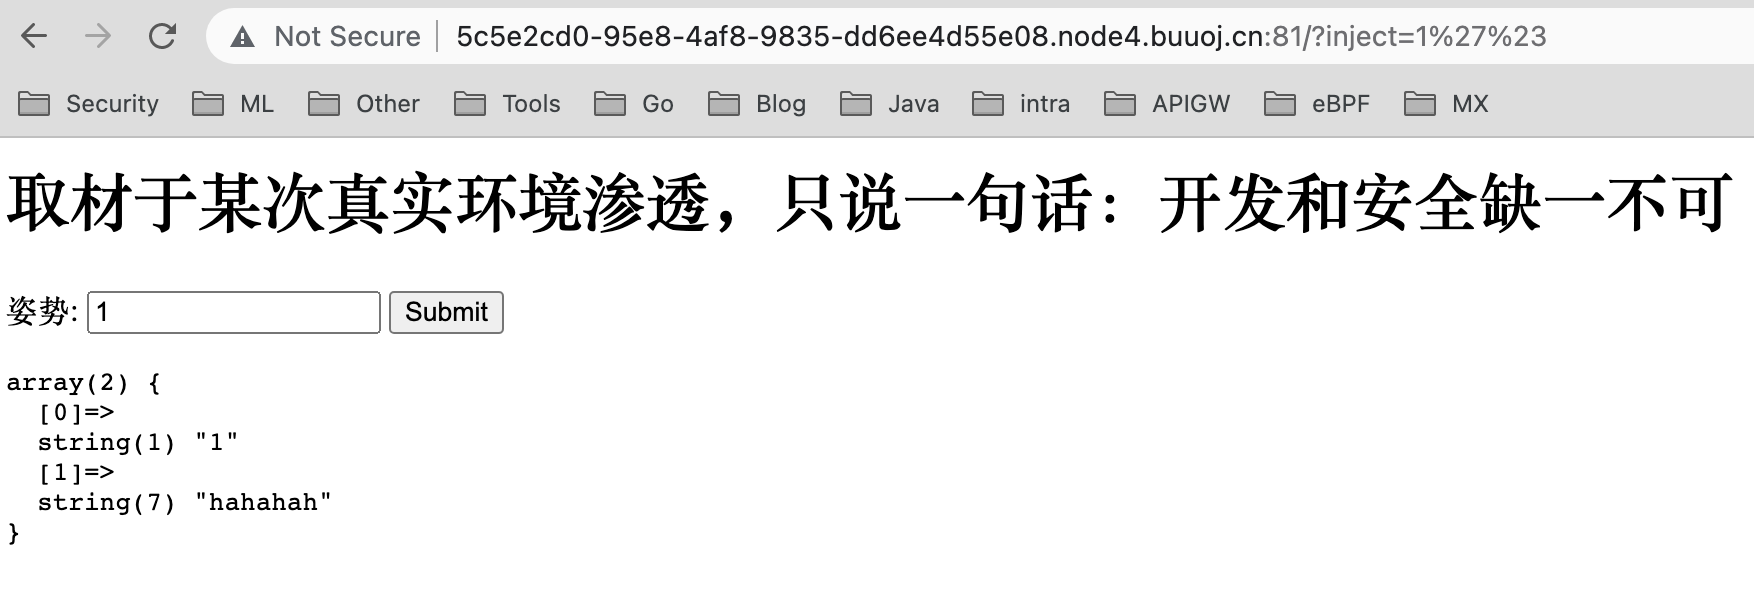 Not Secure 5c5e2cd0-95e8-4af8-9835-dd6ee4d55e08.node4.buuoj.cn:81/?inject=1%27%23
Security ML Other Tools Go Blog Java intra APIGW eBPF MX
取材于某次真实环境渗透，只说一句话：开发和安全缺一不可
姿势: 1 Submit
array(2) {
  [0]=>
  string(1) "1"
  [1]=>
  string(7) "hahahah"
}